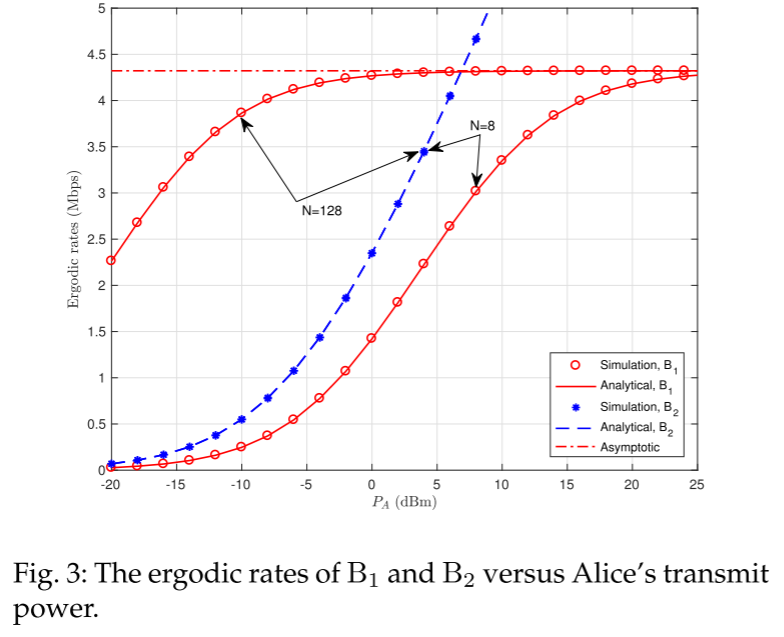 5
4.5
4
3.5
3
2.5
2
1.5
1
0.5
0
Ergodic rates (Mbps)
N=8
N=128
Simulation, B1
Analytical, B1
Simulation, B2
Analytical, B2
Asymptotic
-20 -15 -10 -5 0 5 10 15 20 25
P_A (dBm)
Fig. 3: The ergodic rates of B1 and B2 versus Alice's transmit
power.